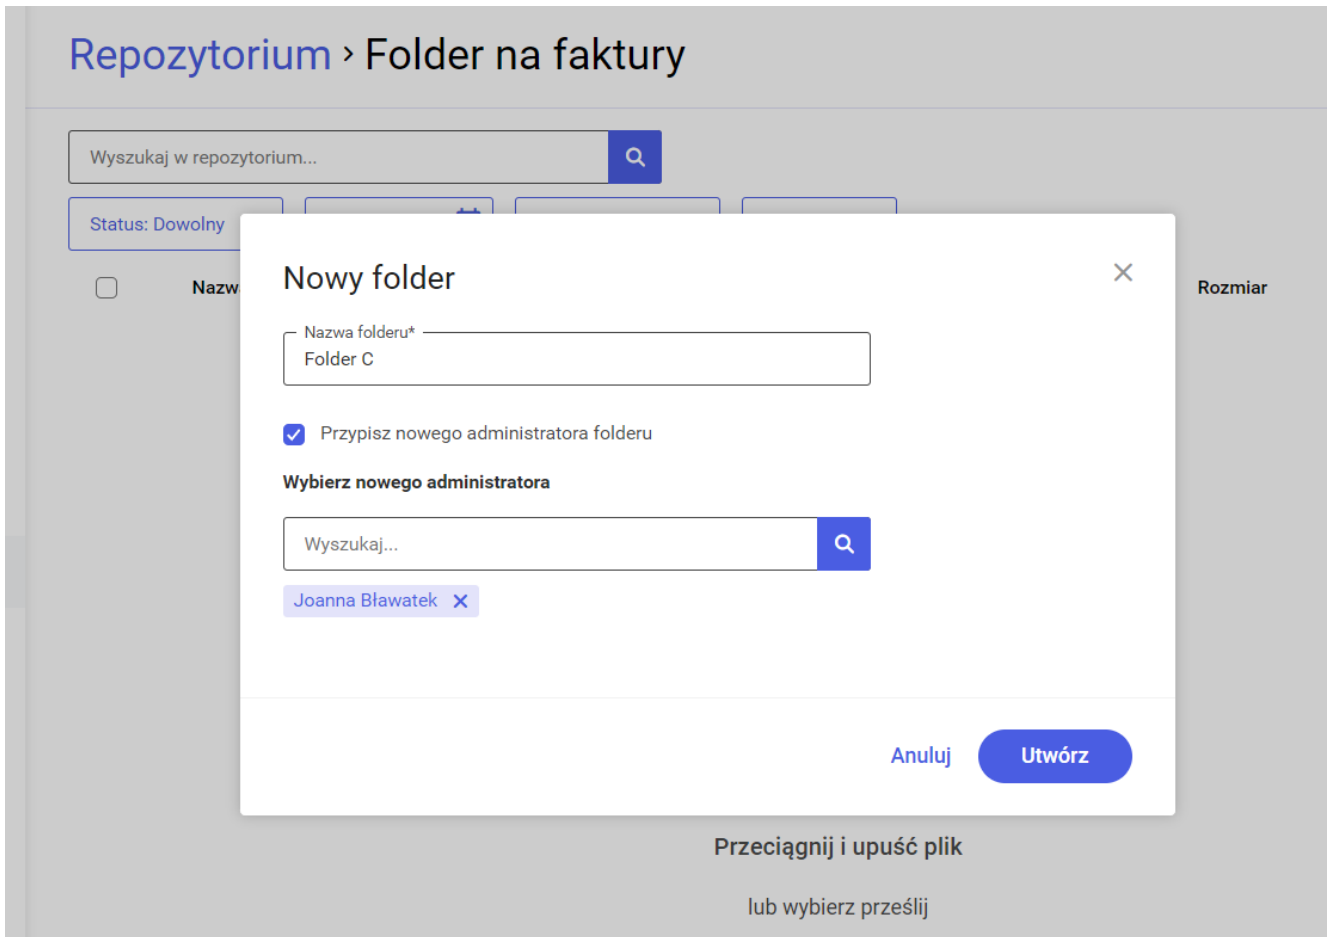 Repozytorium › Folder na faktury
Wyszukaj w repozytorium...
Status: Dowolny
Nazw
Rozmiar
Nowy folder
Nazwa folderu*
Folder C
Przypisz nowego administratora folderu
Wybierz nowego administratora
Wyszukaj...
Joanna Bławatek
Anuluj
Utwórz
Przeciągnij i upuść plik
lub wybierz prześlij